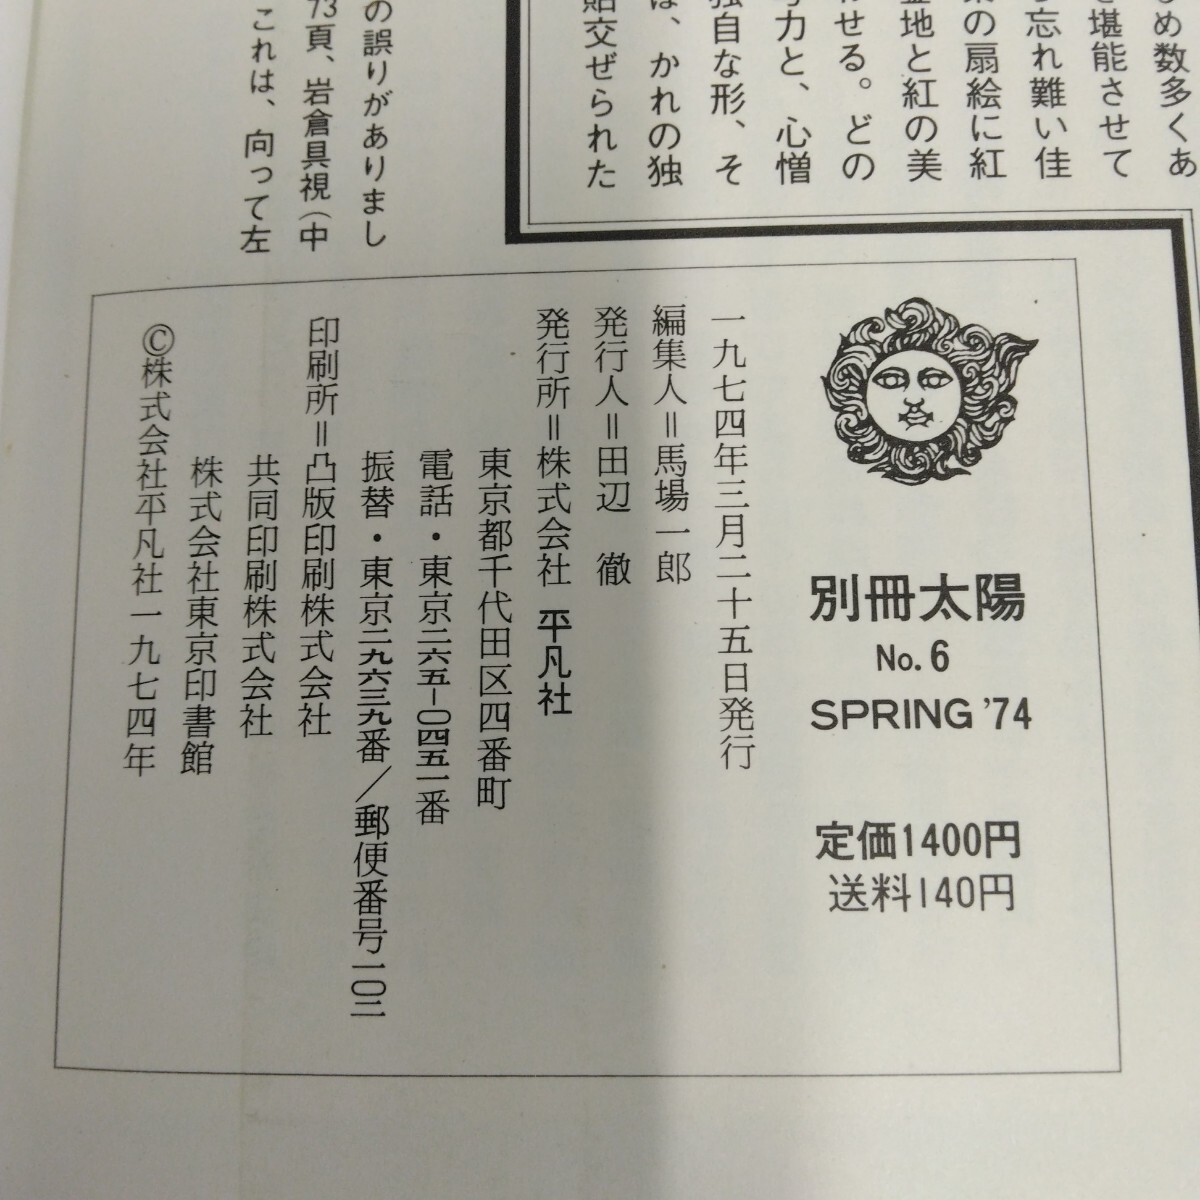 め数多くあ
堪能させて
忘れ難い佳
の扇絵に紅
地と紅の美
わせる。どの
力と、心憎
独自な形、そ
は、かれの独
貼交ぜられた
の誤りがありまし
73頁、岩倉具視(中
これは、向って左
別冊太陽
No.6
SPRING '74
定価1400円
送料140円
一九七四年三月二十五日発行
編集人＝馬場一郎
発行人＝田辺 徹
発行所＝株式会社 平凡社
東京都千代田区四番町
電話・東京二六五−〇四五一番
振替・東京二九六三九番／郵便番号一〇二
印刷所＝凸版印刷株式会社
共同印刷株式会社
株式会社東京印書館
©株式会社平凡社一九七四年